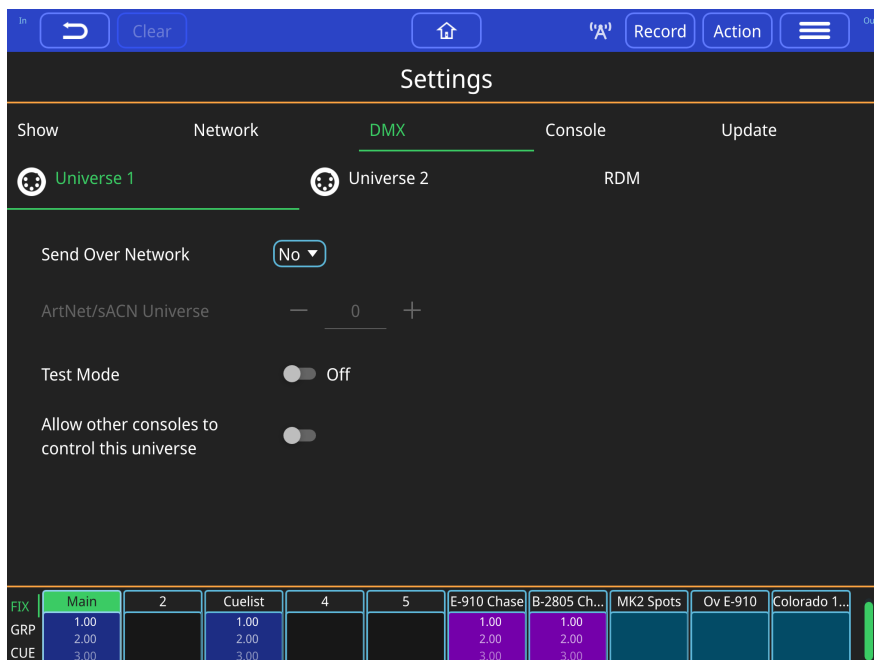 In
Clear
Record
Action
Ou
Settings
Show
Network
DMX
Console
Update
Universe 1
Universe 2
RDM
Send Over Network
No
ArtNet/sACN Universe
0
Test Mode
Off
Allow other consoles to
control this universe
FIX
GRP
CUE
Main
2
Cuelist
4
5
E-910 Chase
B-2805 Ch...
MK2 Spots
Ov E-910
Colorado 1...
1.00
1.00
1.00
1.00
2.00
2.00
2.00
2.00
3.00
3.00
3.00
3.00